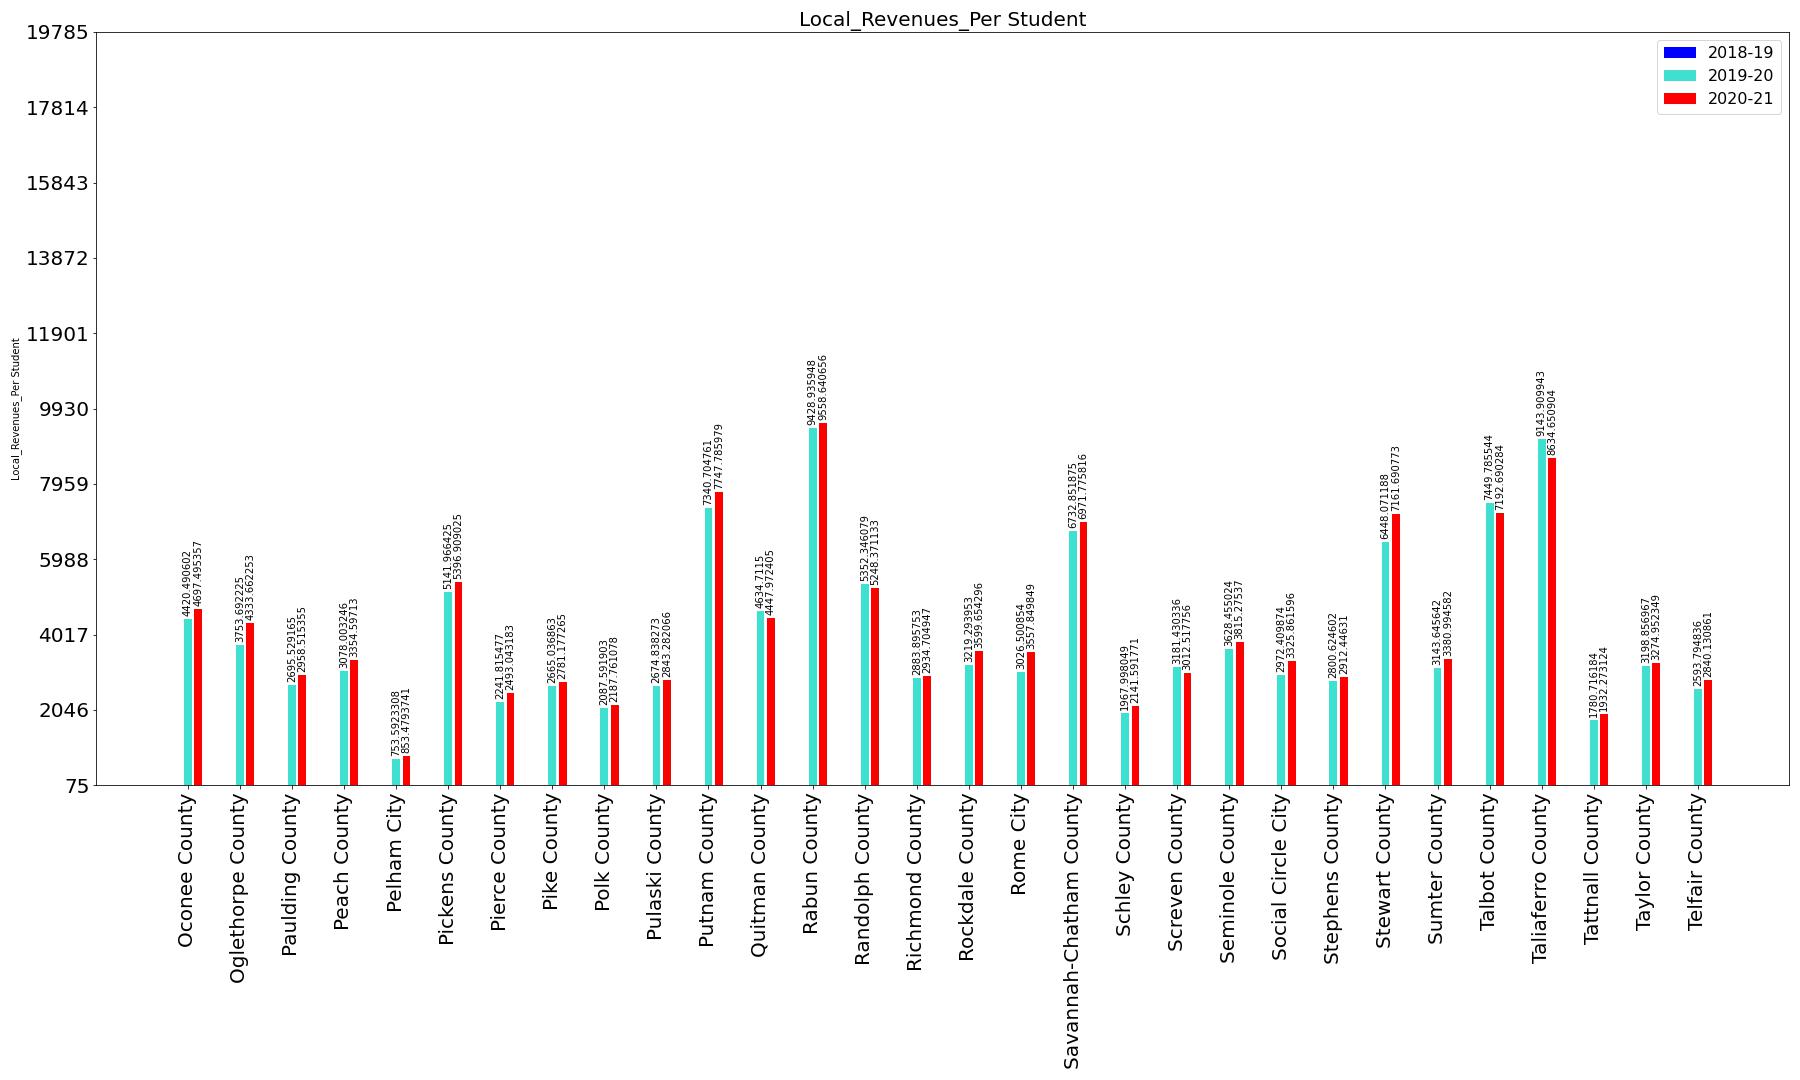 Local_Revenues_Per Student
19785
17814
15843
13872
11901
9930
7959
5988
4017
2046
75
Local_Revenues_Per Student
2018-19
2019-20
2020-21
4420.490602
4697.495357
3753.692225
4333.662253
2695.529165
2958.515355
3078.003246
3354.59713
753.5923308
853.4793741
5141.966425
5396.909025
2241.815477
2493.043183
2665.036863
2781.177265
2087.591903
2187.761078
2674.838273
2843.282066
7340.704761
7747.785979
4634.7115
4447.972405
9428.935948
9558.640656
5352.346079
5248.371133
2883.895753
2934.704947
3219.293953
3599.654296
3026.500854
3557.849849
6732.851875
6971.775816
1967.998049
2141.591771
3181.430336
3012.517756
3628.455024
3815.27537
2972.409874
3325.861596
2800.624602
2912.44631
6448.071188
7161.690773
3143.645642
3380.994582
7449.785544
7192.690284
9143.909943
8634.650904
1780.716184
1932.273124
3198.856967
3274.952349
2593.794836
2840.130861
Oconee County
Oglethorpe County
Paulding County
Peach County
Pelham City
Pickens County
Pierce County
Pike County
Polk County
Pulaski County
Putnam County
Quitman County
Rabun County
Randolph County
Richmond County
Rockdale County
Rome City
Savannah-Chatham County
Schley County
Screven County
Seminole County
Social Circle City
Stephens County
Stewart County
Sumter County
Talbot County
Taliaferro County
Tattnall County
Taylor County
Telfair County